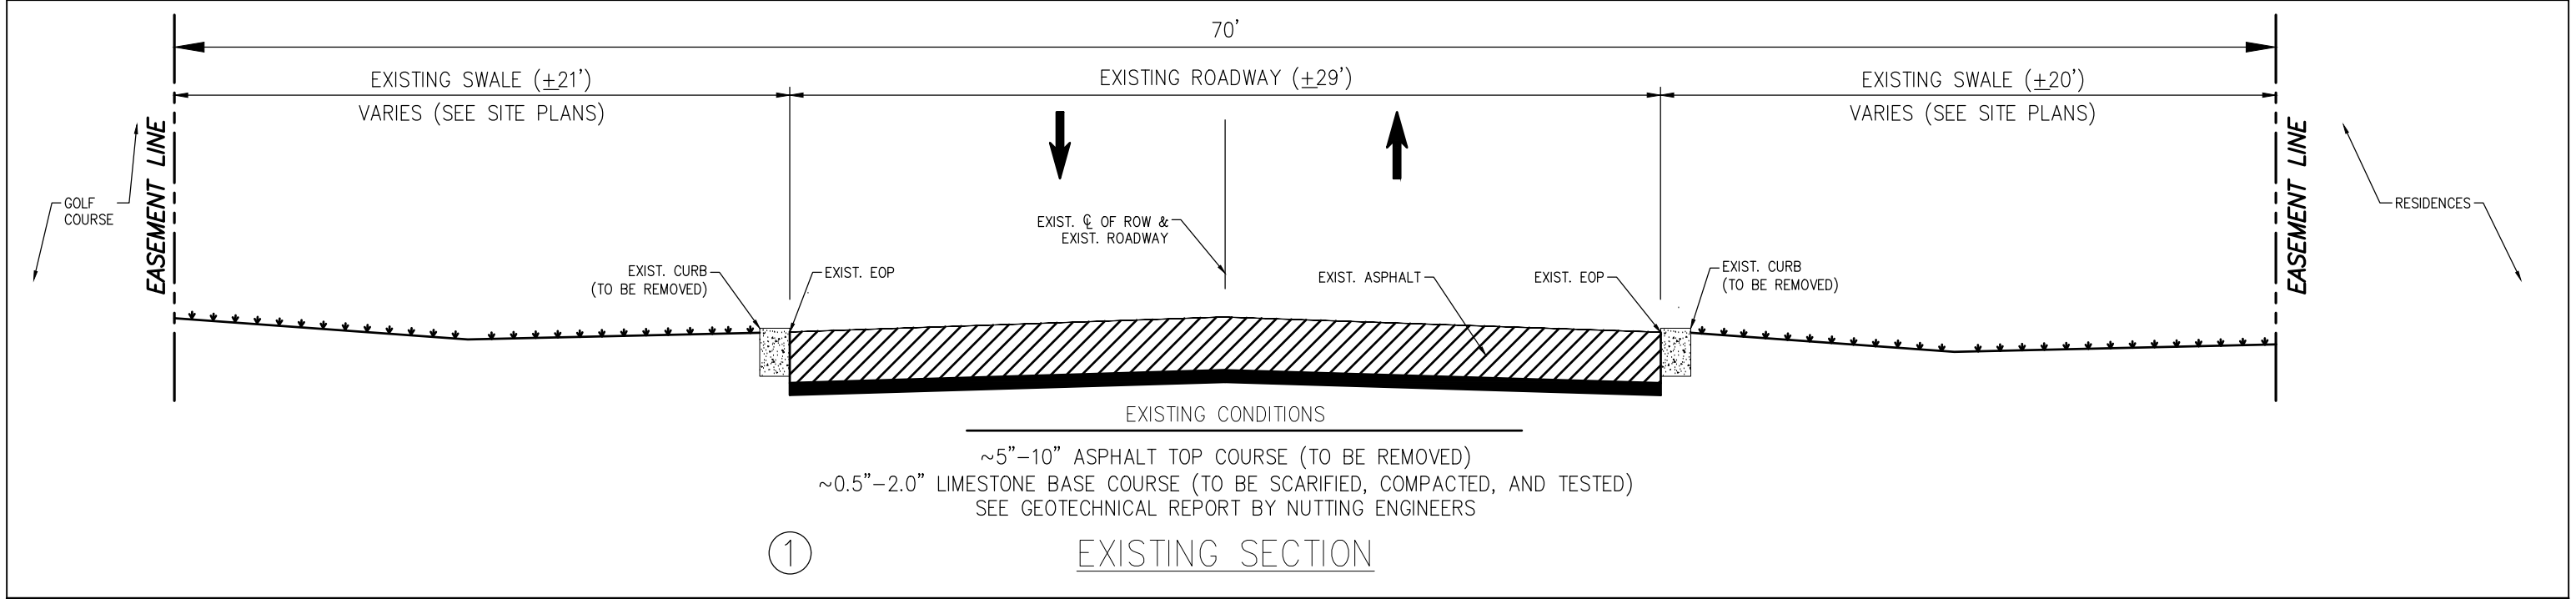 70'
EXISTING SWALE (±21')
VARIES (SEE SITE PLANS)
EXISTING ROADWAY (±29')
EXISTING SWALE (±20')
VARIES (SEE SITE PLANS)
GOLF
COURSE
EASEMENT LINE
EXIST. ℄ OF ROW &
EXIST. ROADWAY
EASEMENT LINE
RESIDENCES
EXIST. CURB
(TO BE REMOVED)
EXIST. EOP
EXIST. ASPHALT
EXIST. EOP
EXIST. CURB
(TO BE REMOVED)
EXISTING CONDITIONS
~5"-10" ASPHALT TOP COURSE (TO BE REMOVED)
~0.5"-2.0" LIMESTONE BASE COURSE (TO BE SCARIFIED, COMPACTED, AND TESTED)
SEE GEOTECHNICAL REPORT BY NUTTING ENGINEERS
1
EXISTING SECTION